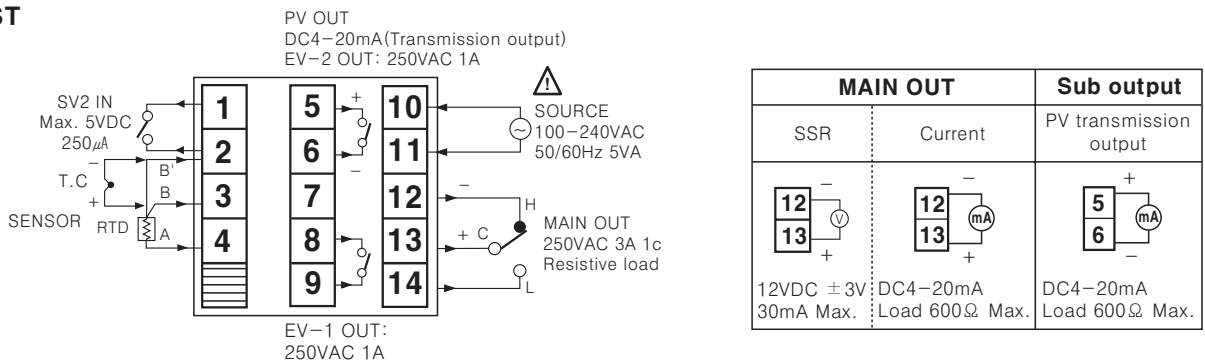 ST
PV OUT
DC4-20mA(Transmission output)
EV-2 OUT: 250VAC 1A
SV2 IN
Max. 5VDC
250㎂
1
2
3
4
B'
B
A
−
T.C
+
SENSOR
RTD
5
6
7
8
9
+
−
10
11
12
13
14
SOURCE
100-240VAC
50/60Hz 5VA
−
H
+ C
L
MAIN OUT
250VAC 3A 1c
Resistive load
EV-1 OUT:
250VAC 1A
MAIN OUT
Sub output
SSR
Current
PV transmission
output
−
12
13
V
+
12VDC ±3V
30mA Max.
−
12
13
mA
+
DC4-20mA
Load 600Ω Max.
+
5
6
mA
−
DC4-20mA
Load 600Ω Max.